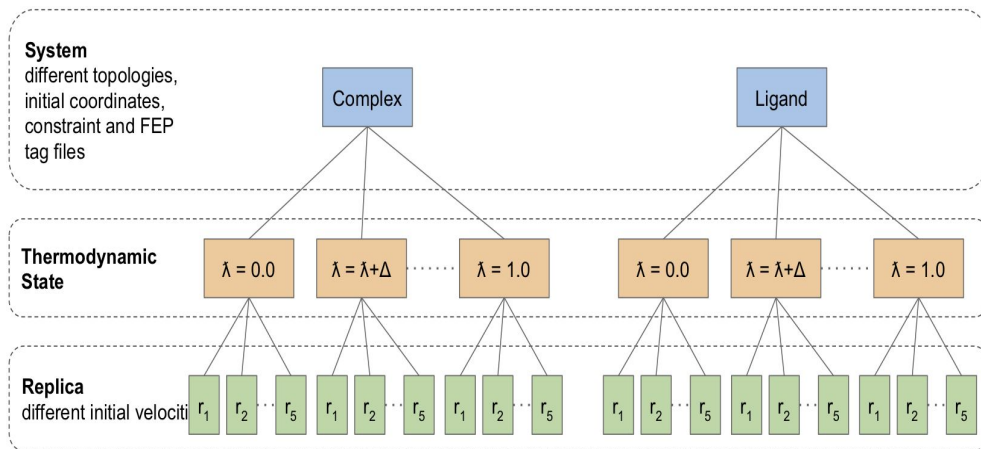 System
different topologies,
initial coordinates,
constraint and FEP
tag files
Complex
Ligand
Thermodynamic
State
ƛ = 0.0
ƛ = ƛ+Δ
ƛ = 1.0
ƛ = 0.0
ƛ = ƛ+Δ
ƛ = 1.0
Replica
different initial velociti
r1 r2 r5 r1 r2 r5 r1 r2 r5 r1 r2 r5 r1 r2 r5 r1 r2 r5